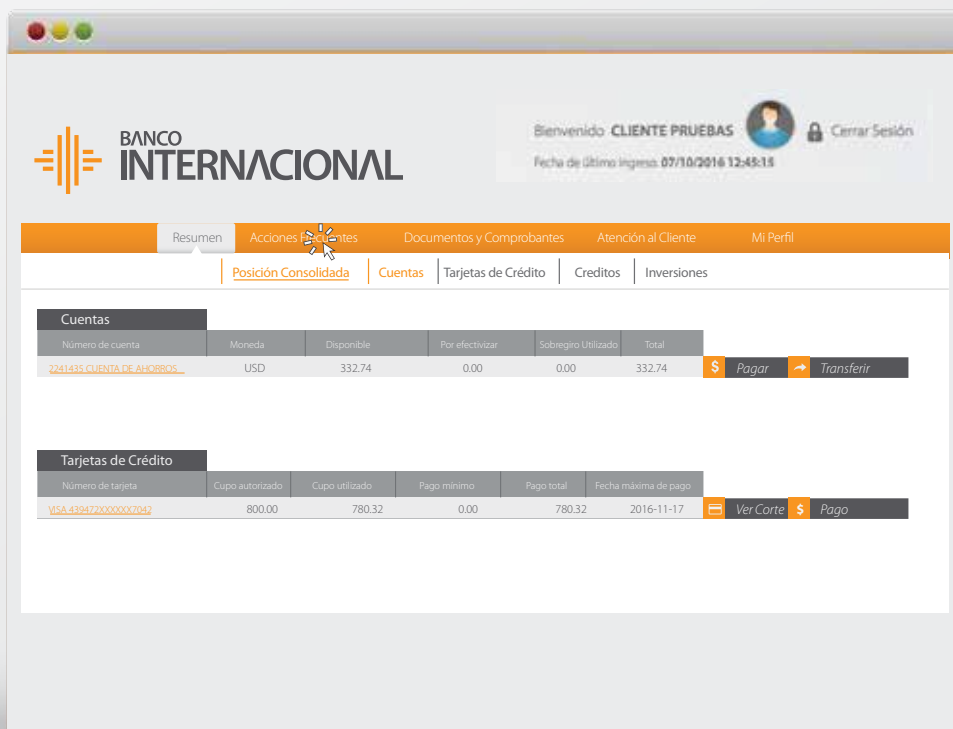 BANCO
INTERNACIONAL
Bienvenido CLIENTE PRUEBAS
Cerrar Sesión
Fecha de último ingreso: 07/10/2016 12:45:15
Resumen Acciones Frecuentes Documentos y Comprobantes Atención al Cliente Mi Perfil
Posición Consolidada Cuentas Tarjetas de Crédito Creditos Inversiones
Cuentas
Número de cuenta Moneda Disponible Por efectivizar Sobregiro Utilizado Total
2241435 CUENTA DE AHORROS... USD 332.74 0.00 0.00 332.74 $ Pagar Transferir
Tarjetas de Crédito
Número de tarjeta Cupo autorizado Cupo utilizado Pago mínimo Pago total Fecha máxima de pago
VISA 439472XXXXXX7042 800.00 780.32 0.00 780.32 2016-11-17 Ver Corte $ Pago